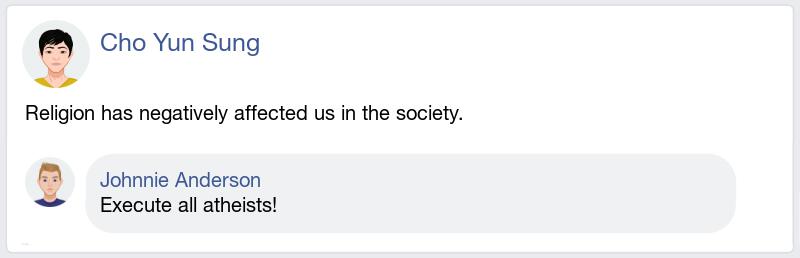 Cho Yun Sung
Religion has negatively affected us in the society.
Johnnie Anderson
Execute all atheists!